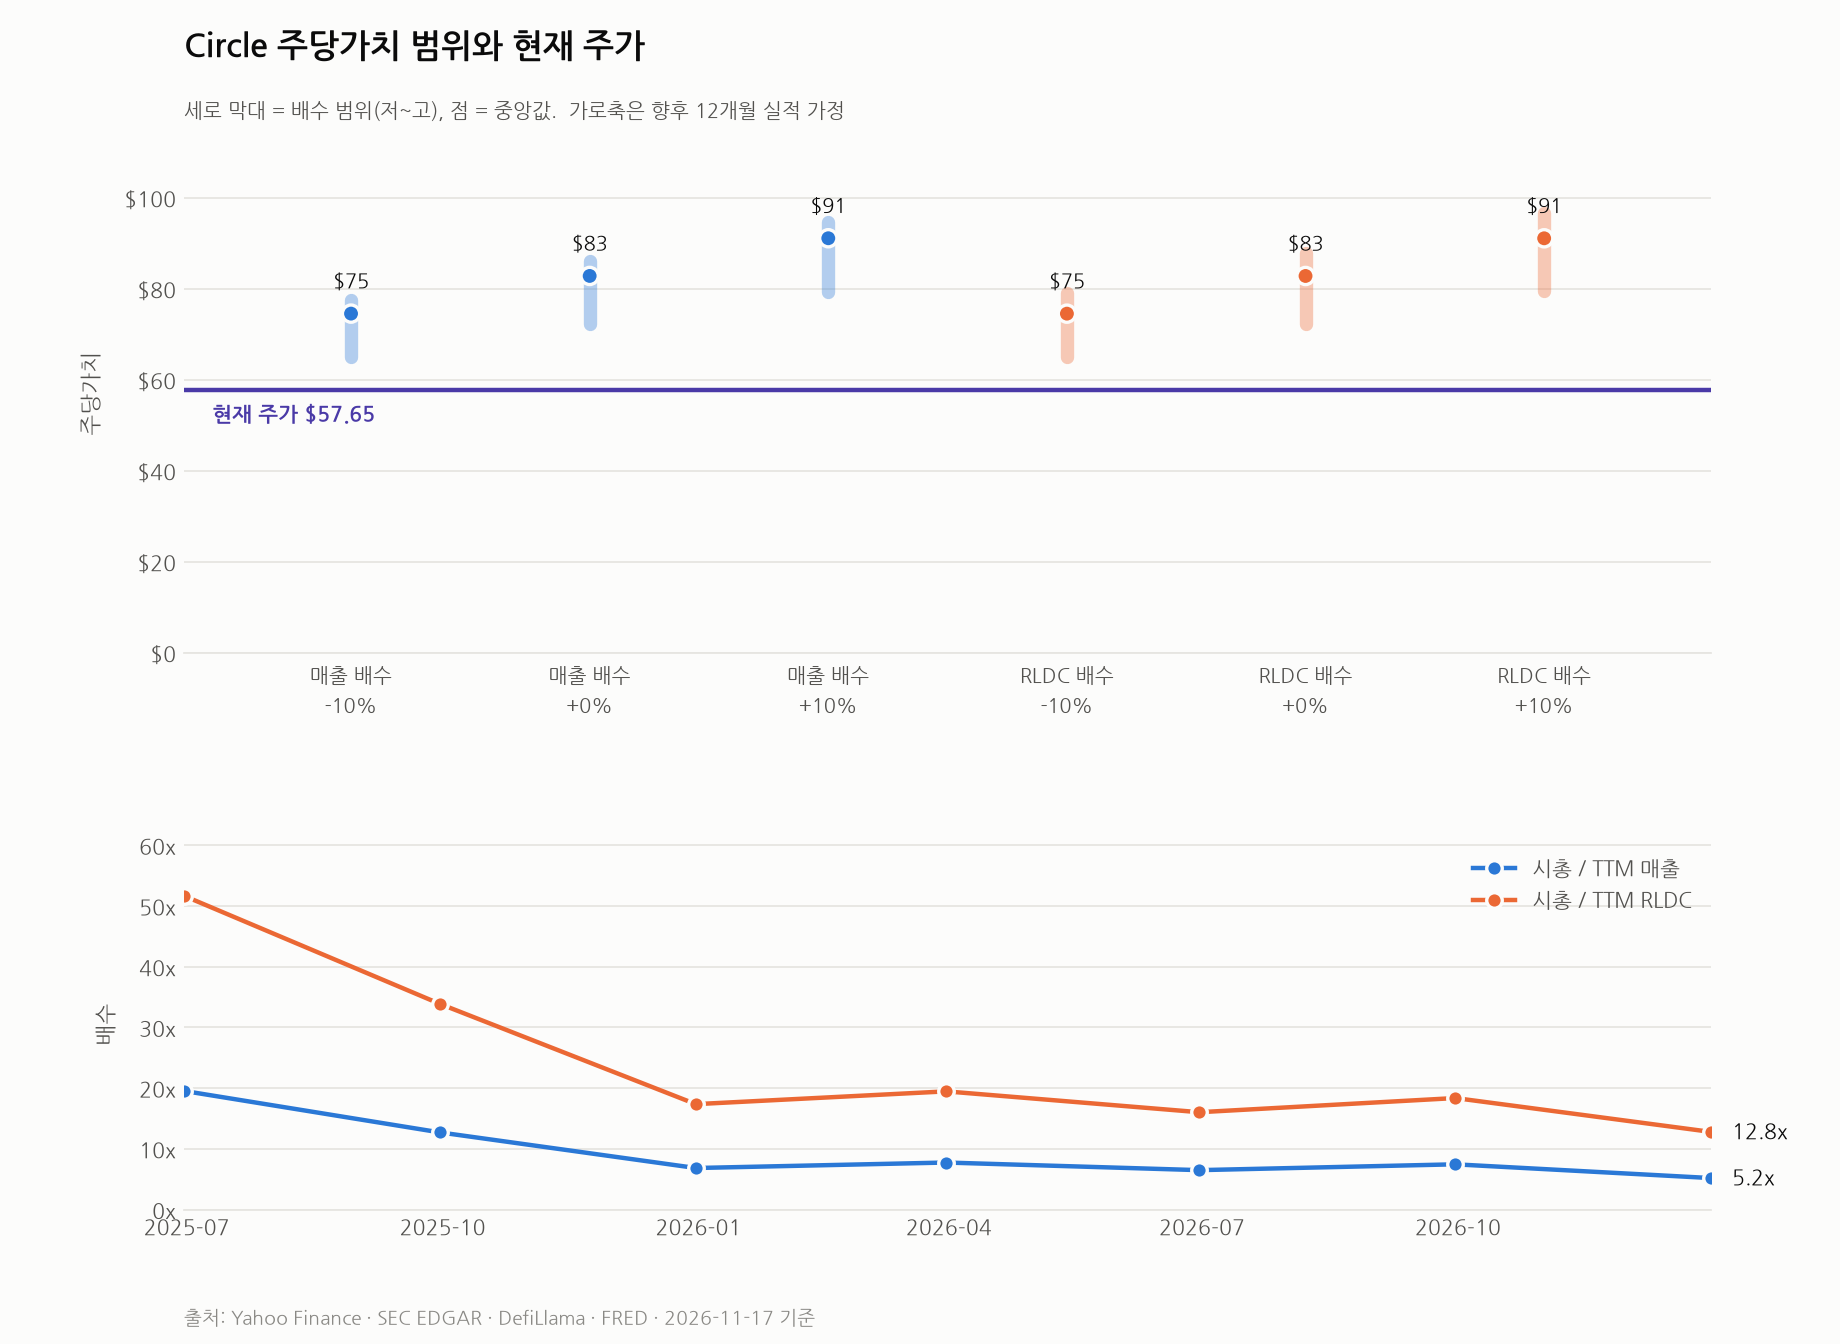 Circle 주당가치 범위와 현재 주가
세로 막대 = 배수 범위(저~고), 점 = 중앙값. 가로축은 향후 12개월 실적 가정
주당가치
$100
$80
$60
$40
$20
$0
$75
$83
$91
$75
$83
$91
현재 주가 $57.65
매출 배수 -10%
매출 배수 +0%
매출 배수 +10%
RLDC 배수 -10%
RLDC 배수 +0%
RLDC 배수 +10%
배수
60x
50x
40x
30x
20x
10x
0x
시총 / TTM 매출
시총 / TTM RLDC
12.8x
5.2x
2025-07
2025-10
2026-01
2026-04
2026-07
2026-10
출처: Yahoo Finance · SEC EDGAR · DefiLlama · FRED · 2026-11-17 기준